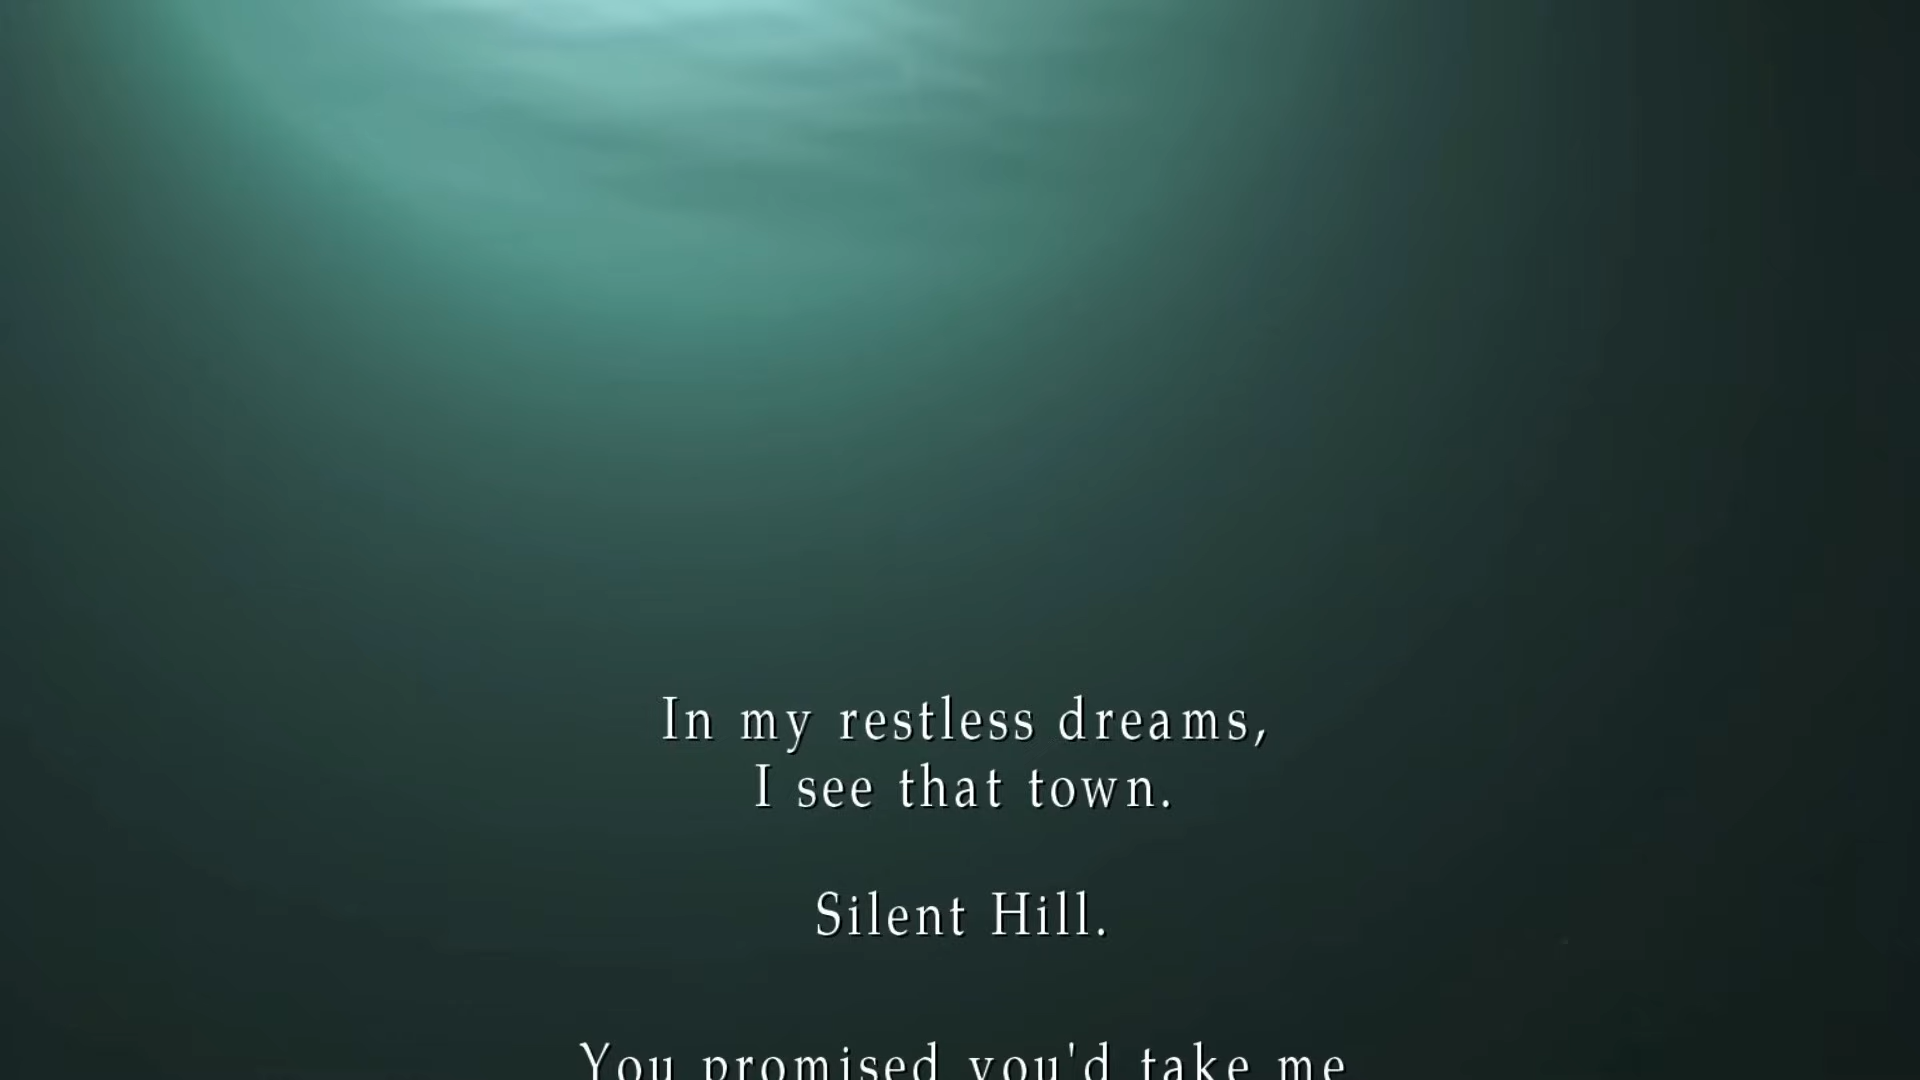 In my restless dreams,
I see that town.
Silent Hill.
You promised you'd take me